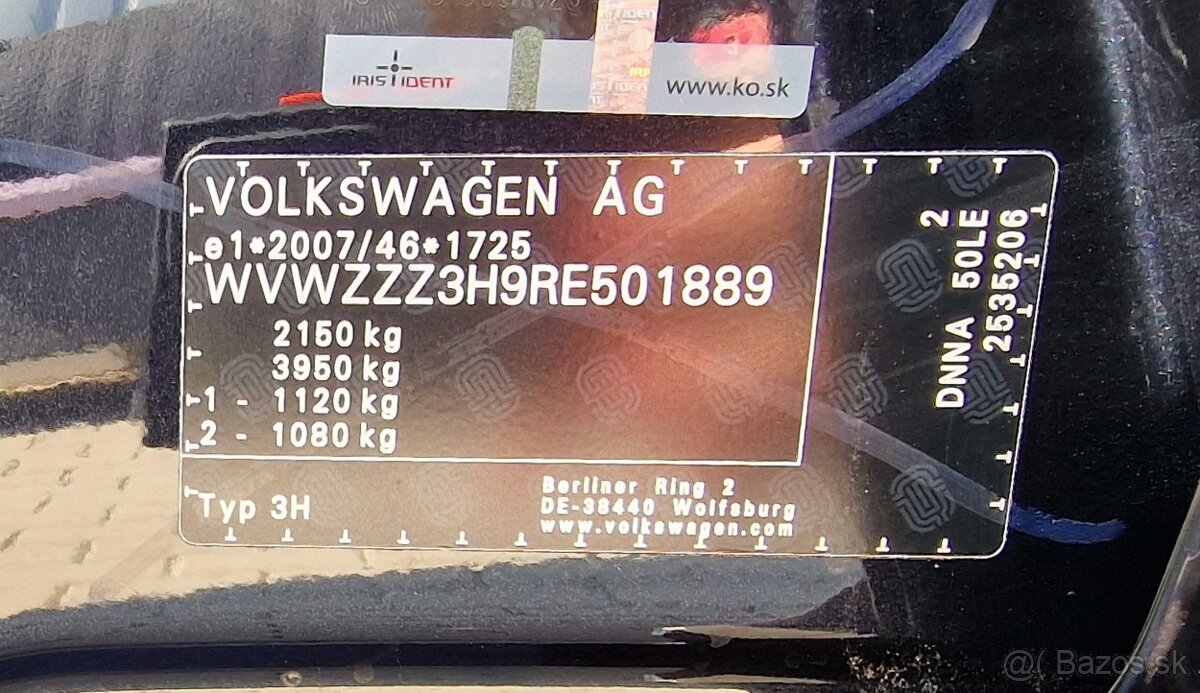 IRIS IDENT
www.ko.sk
VOLKSWAGEN AG
e1*2007/46*1725
WVWZZZ3H9RE501889
2150 kg
3950 kg
1 - 1120 kg
2 - 1080 kg
Typ 3H
Berliner Ring 2
DE-38440 Wolfsburg
www.volkswagen.com
2
DNNA 50LE
2535206
@( Bazos.sk